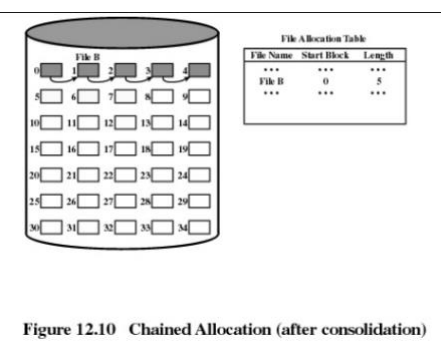 File B
0 1 2 3 4
5 6 7 8 9
10 11 12 13 14
15 16 17 18 19
20 21 22 23 24
25 26 27 28 29
30 31 32 33 34
File Allocation Table
File Name Start Block Length
••• ••• •••
File B 0 5
••• ••• •••
Figure 12.10 Chained Allocation (after consolidation)